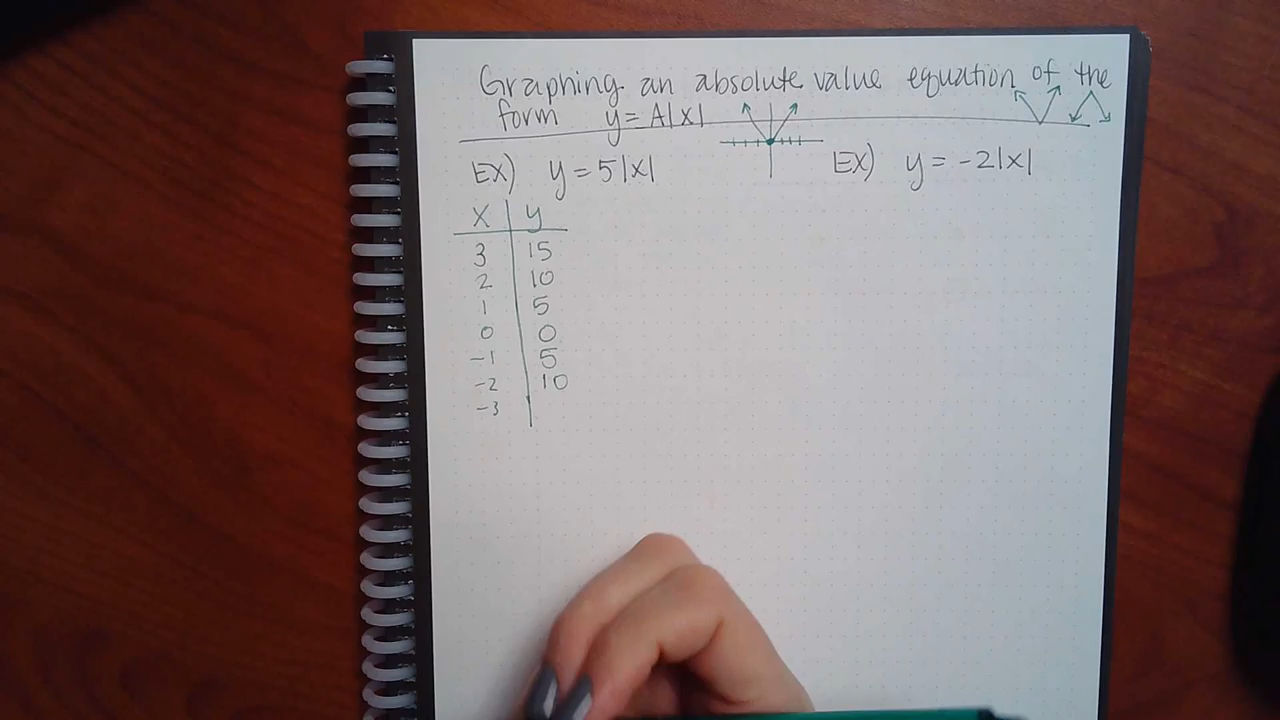 Graphing an absolute value equation of the
form y = A|x|
EX) y = 5|x|
EX) y = -2|x|
x y
3 15
2 10
1 5
0 0
-1 5
-2 10
-3